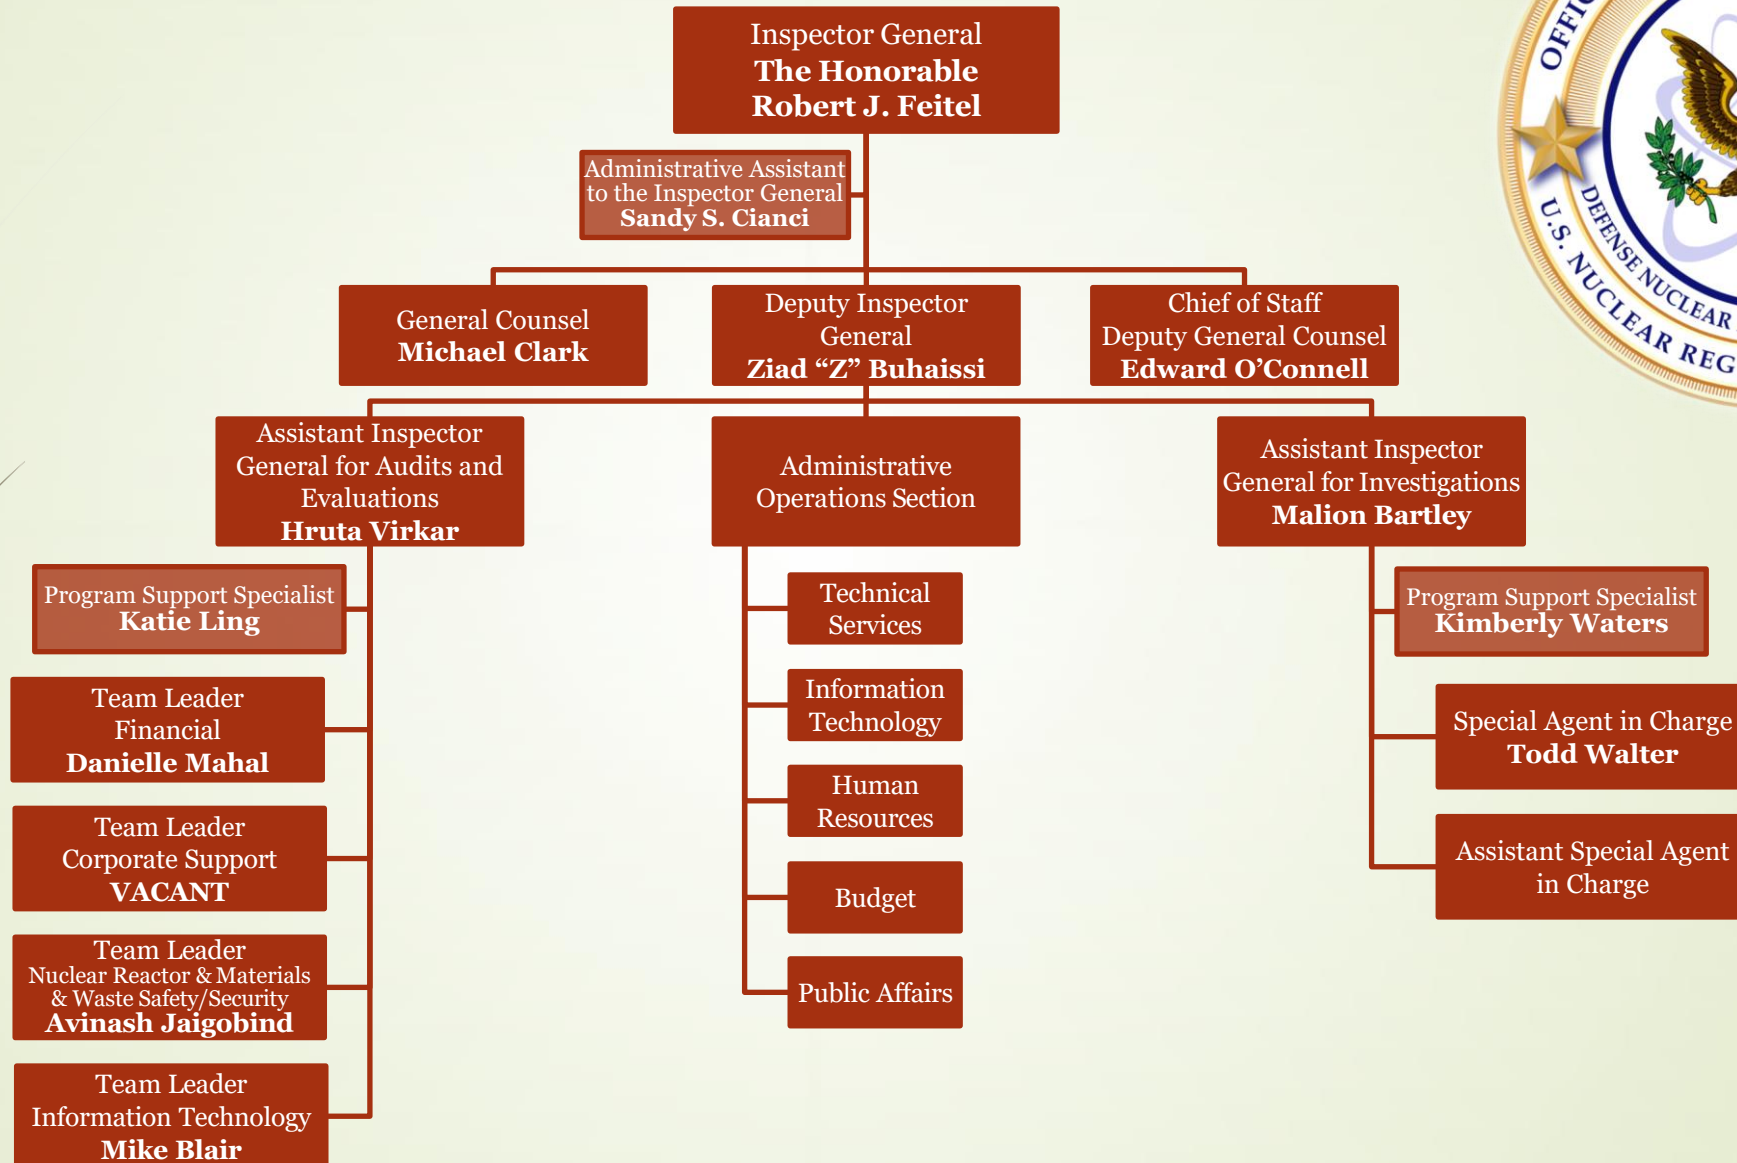 Inspector General
The Honorable
Robert J. Feitel
Administrative Assistant
to the Inspector General
Sandy S. Cianci
General Counsel
Michael Clark
Deputy Inspector
General
Ziad “Z” Buhaissi
Chief of Staff
Deputy General Counsel
Edward O’Connell
Assistant Inspector
General for Audits and
Evaluations
Hruta Virkar
Administrative
Operations Section
Assistant Inspector
General for Investigations
Malion Bartley
Program Support Specialist
Katie Ling
Team Leader
Financial
Danielle Mahal
Team Leader
Corporate Support
VACANT
Team Leader
Nuclear Reactor & Materials
& Waste Safety/Security
Avinash Jaigobind
Team Leader
Information Technology
Mike Blair
Technical
Services
Information
Technology
Human
Resources
Budget
Public Affairs
Program Support Specialist
Kimberly Waters
Special Agent in Charge
Todd Walter
Assistant Special Agent
in Charge
U.S. NUCLEAR
DEFENSE NUCLEAR